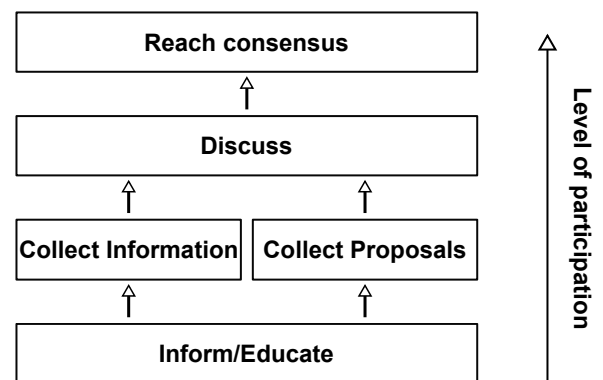 Reach consensus
Discuss
Collect Information
Collect Proposals
Inform/Educate
Level of participation